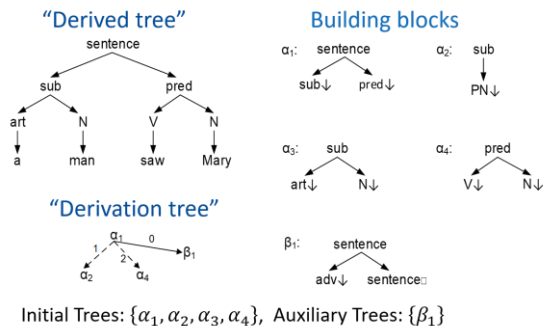 “Derived tree”
sentence
sub pred
art N V N
a man saw Mary
“Derivation tree”
α₁
1 2 0
α₂ α₄ β₁
Building blocks
α₁: sentence
sub↓ pred↓
α₂: sub
PN↓
α₃: sub
art↓ N↓
α₄: pred
V↓ N↓
β₁: sentence
adv↓ sentence□
Initial Trees: {α₁, α₂, α₃, α₄}, Auxiliary Trees: {β₁}